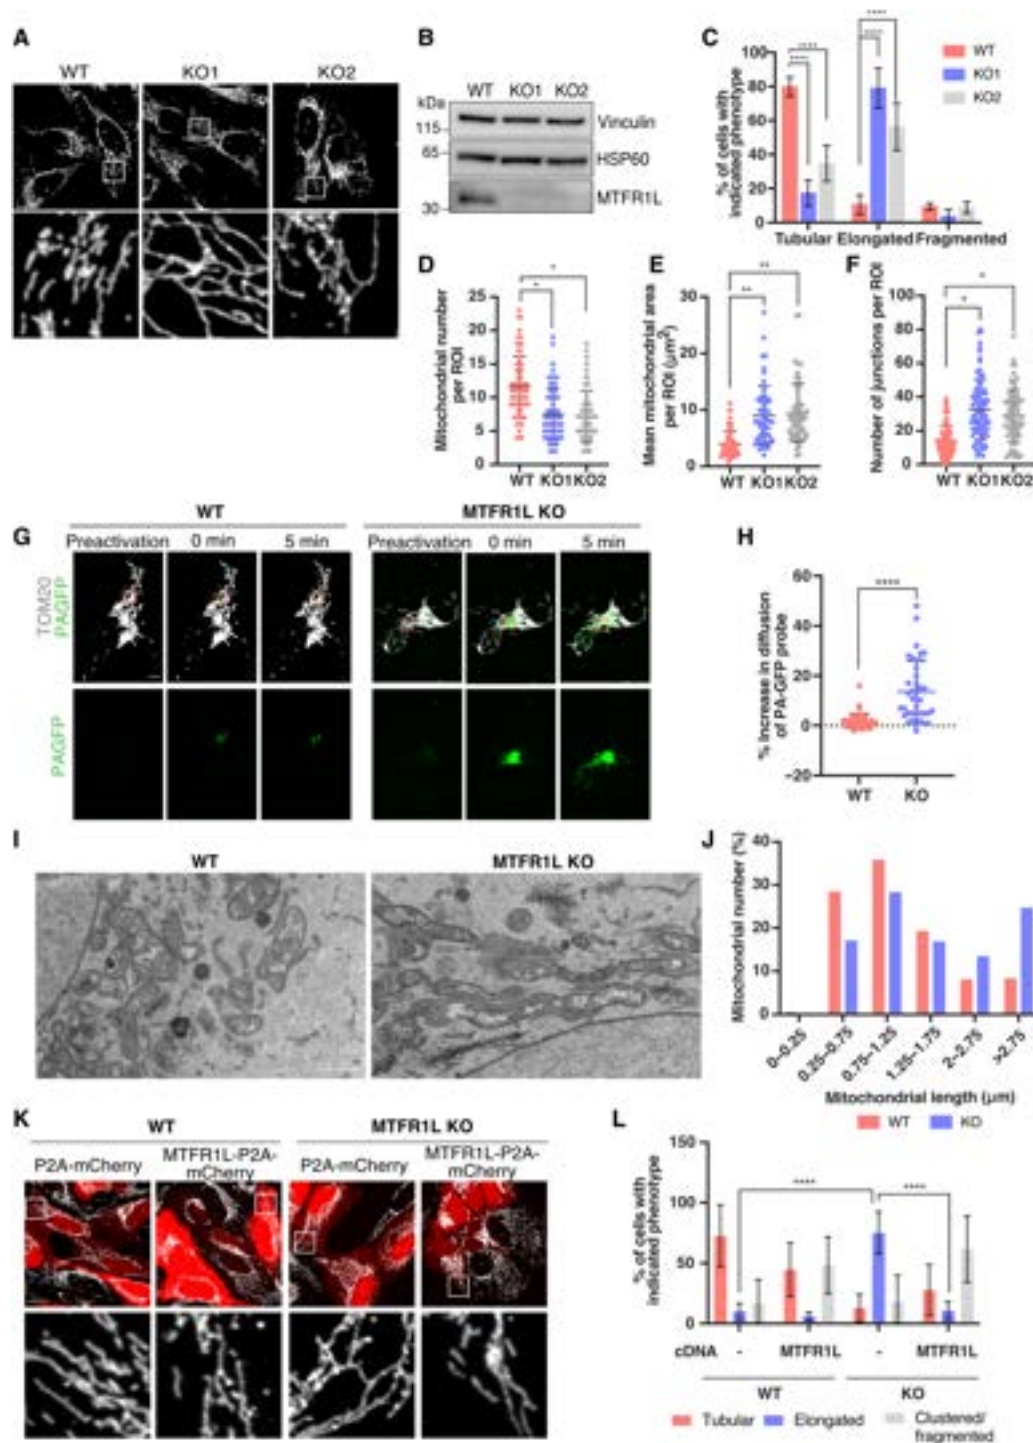 A
WT
KO1
KO2
B
kDa
WT KO1 KO2
115
Vinculin
65
HSP60
MTFR1L
30
C
% of cells with
indicated phenotype
100
80
60
40
20
0
****
****
****
****
Tubular Elongated Fragmented
WT
KO1
KO2
D
Mitochondrial number
per ROI
25
20
15
10
5
0
*
*
WT KO1 KO2
E
Mean mitochondrial area
per ROI (μm²)
30
20
10
0
**
**
WT KO1 KO2
F
Number of junctions per ROI
100
80
60
40
20
0
*
*
WT KO1 KO2
G
WT
MTFR1L KO
Preactivation 0 min 5 min
Preactivation 0 min 5 min
TOM20
PAGFP
PAGFP
H
% Increase in diffusion
of PA-GFP probe
60
40
20
0
-20
****
WT KO
I
WT
MTFR1L KO
J
Mitochondrial number (%)
40
30
20
10
0
0–0.25
0.25–0.75
0.75–1.25
1.25–1.75
2–2.75
>2.75
Mitochondrial length (μm)
WT KO
K
WT
MTFR1L KO
P2A-mCherry
MTFR1L-P2A-
mCherry
P2A-mCherry
MTFR1L-P2A-
mCherry
L
% of cells with
indicated phenotype
150
100
50
0
****
****
cDNA - MTFR1L - MTFR1L
WT KO
Tubular Elongated Clustered/
fragmented